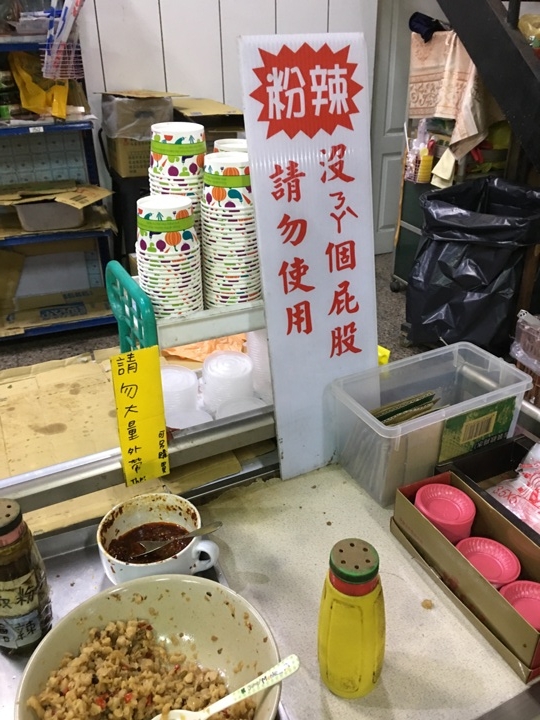 辣粉
沒ㄋㄚ個屁股
請勿使用
請勿大量外帶